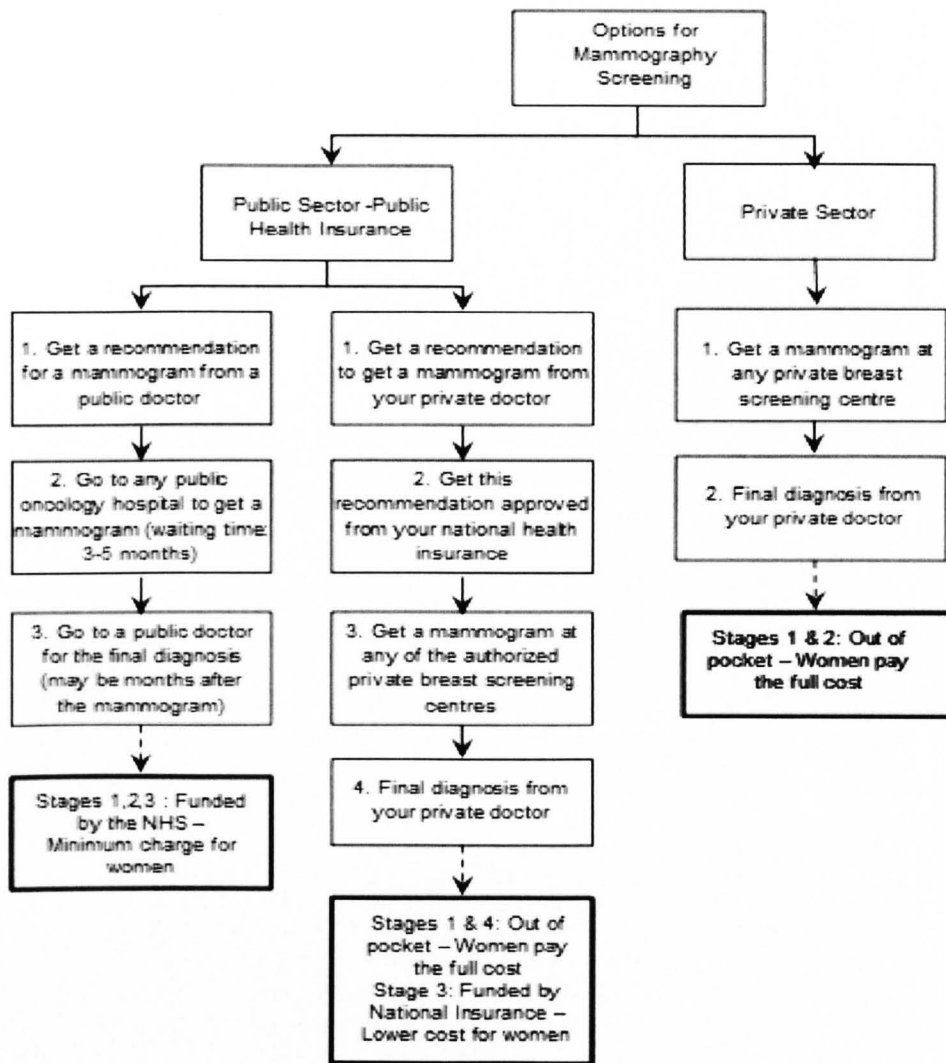 Options for
Mammography
Screening
Public Sector -Public
Health Insurance
Private Sector
1. Get a recommendation
for a mammogram from a
public doctor
2. Go to any public
oncology hospital to get a
mammogram (waiting time:
3-5 months)
3. Go to a public doctor
for the final diagnosis
(may be months after
the mammogram)
Stages 1,2,3 : Funded
by the NHS –
Minimum charge for
women
1. Get a recommendation
to get a mammogram from
your private doctor
2. Get this
recommendation approved
from your national health
insurance
3. Get a mammogram at
any of the authorized
private breast screening
centres
4. Final diagnosis from
your private doctor
Stages 1 & 4: Out of
pocket – Women pay
the full cost
Stage 3: Funded by
National Insurance –
Lower cost for women
1. Get a mammogram at
any private breast
screening centre
2. Final diagnosis from
your private doctor
Stages 1 & 2: Out of
pocket – Women pay
the full cost